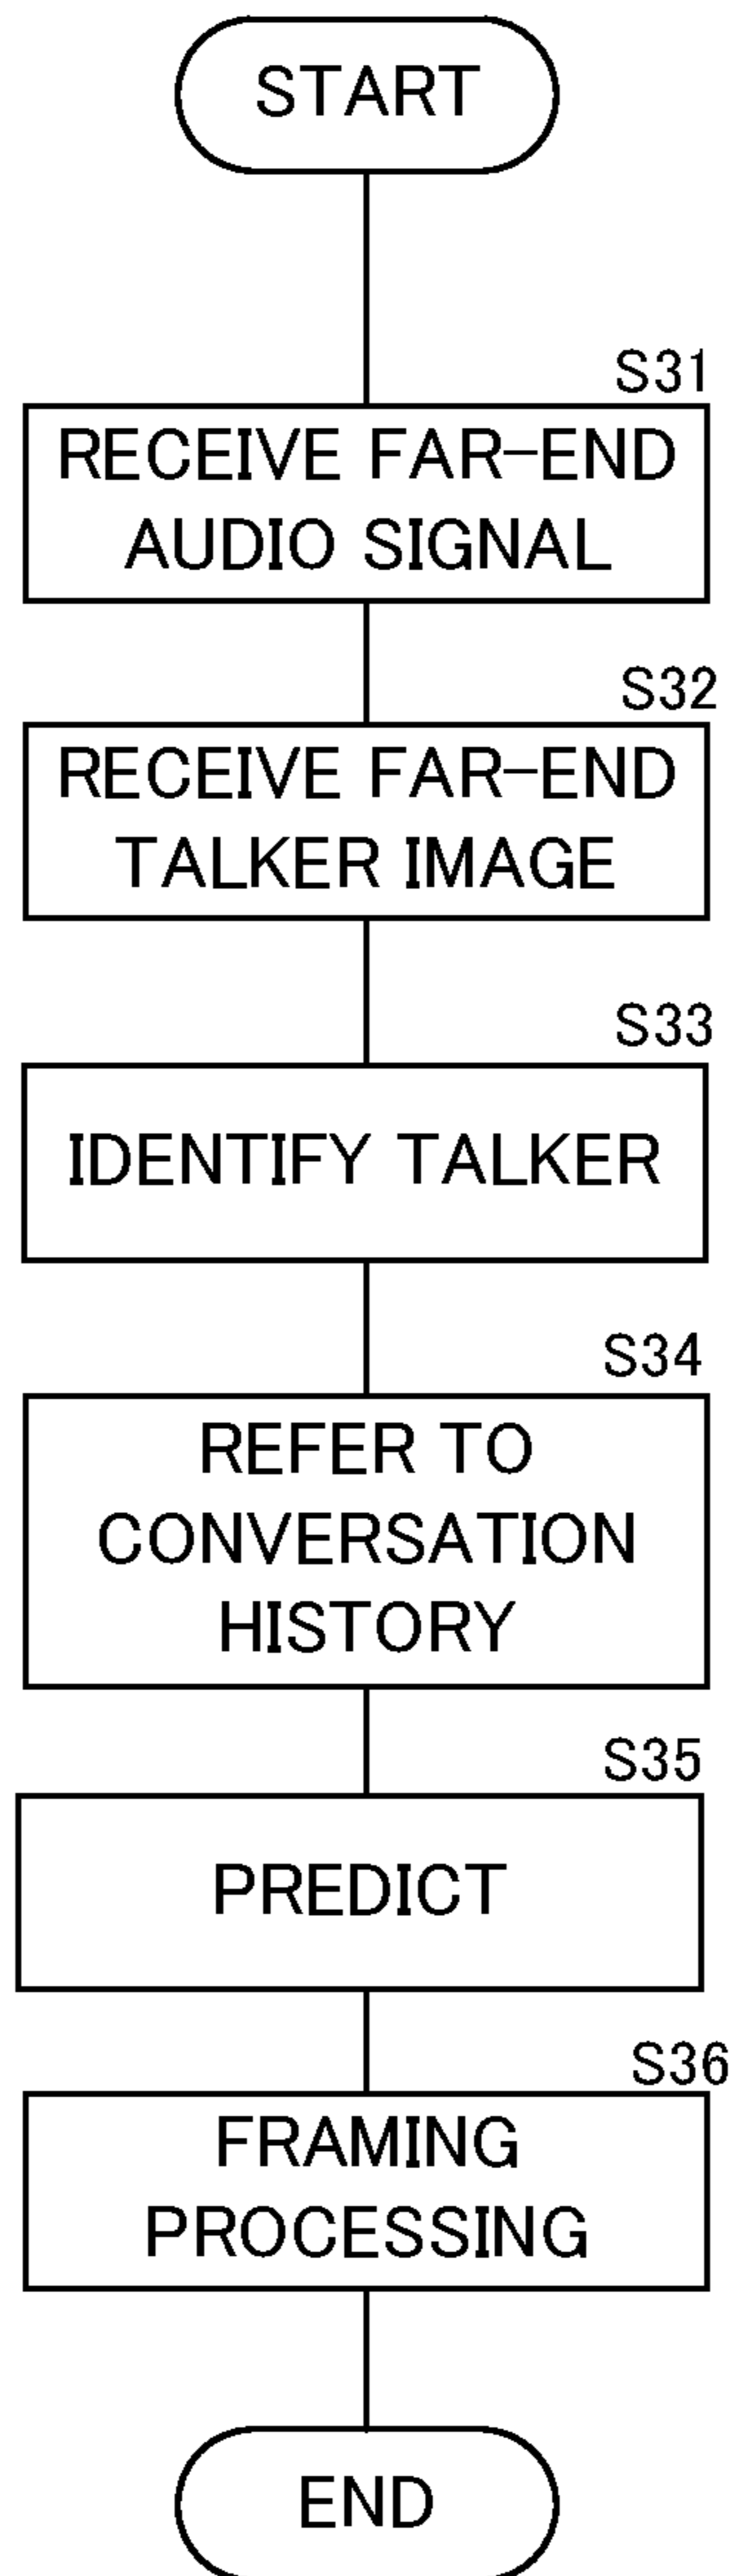 START
S31
RECEIVE FAR-END
AUDIO SIGNAL
S32
RECEIVE FAR-END
TALKER IMAGE
S33
IDENTIFY TALKER
S34
REFER TO
CONVERSATION
HISTORY
S35
PREDICT
S36
FRAMING
PROCESSING
END